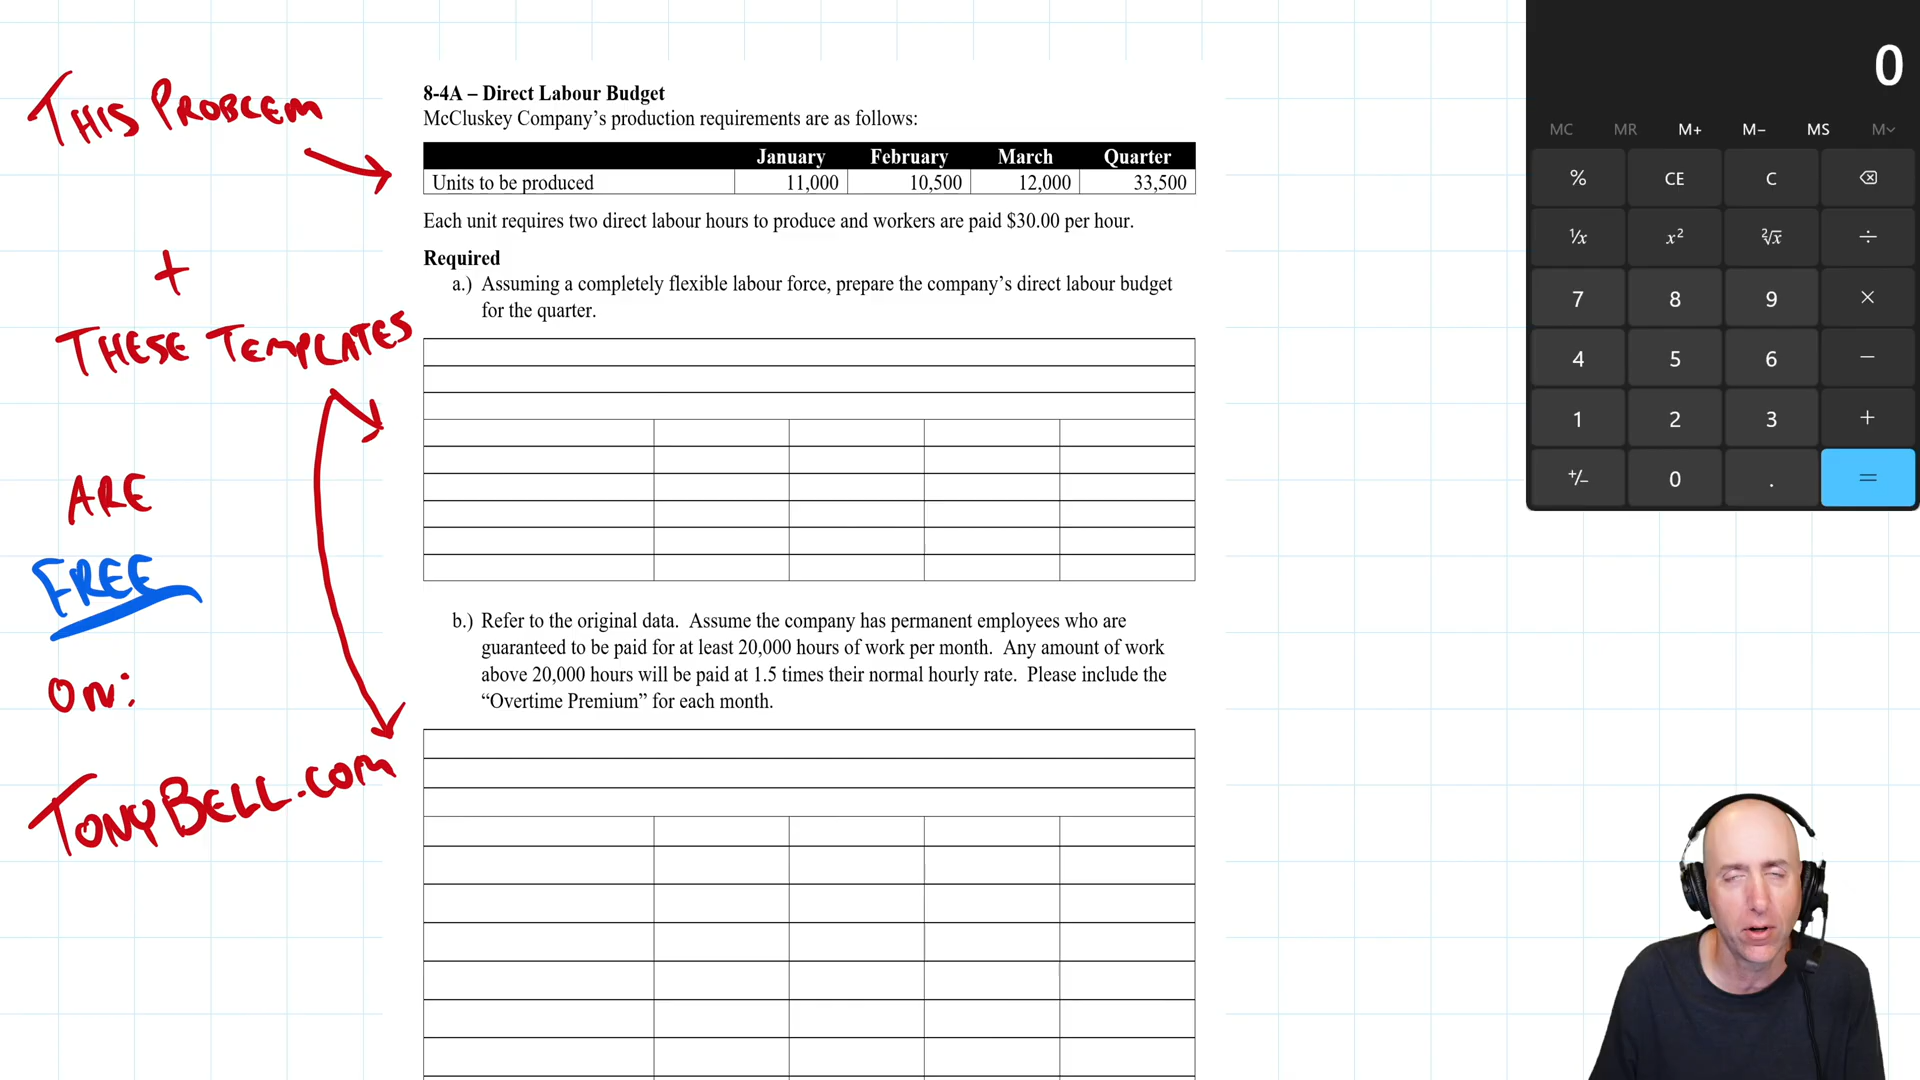 THIS PROBLEM
+
THESE TEMPLATES
ARE
FREE
ON:
TONYBELL.COM
8-4A – Direct Labour Budget
McCluskey Company's production requirements are as follows:
January February March Quarter
Units to be produced 11,000 10,500 12,000 33,500
Each unit requires two direct labour hours to produce and workers are paid $30.00 per hour.
Required
a.) Assuming a completely flexible labour force, prepare the company's direct labour budget
for the quarter.
b.) Refer to the original data. Assume the company has permanent employees who are
guaranteed to be paid for at least 20,000 hours of work per month. Any amount of work
above 20,000 hours will be paid at 1.5 times their normal hourly rate. Please include the
“Overtime Premium” for each month.
0
MC MR M+ M− MS M˅
% CE C ⌫
⅟x x² ²√x ÷
7 8 9 ×
4 5 6 −
1 2 3 +
+/− 0 . =